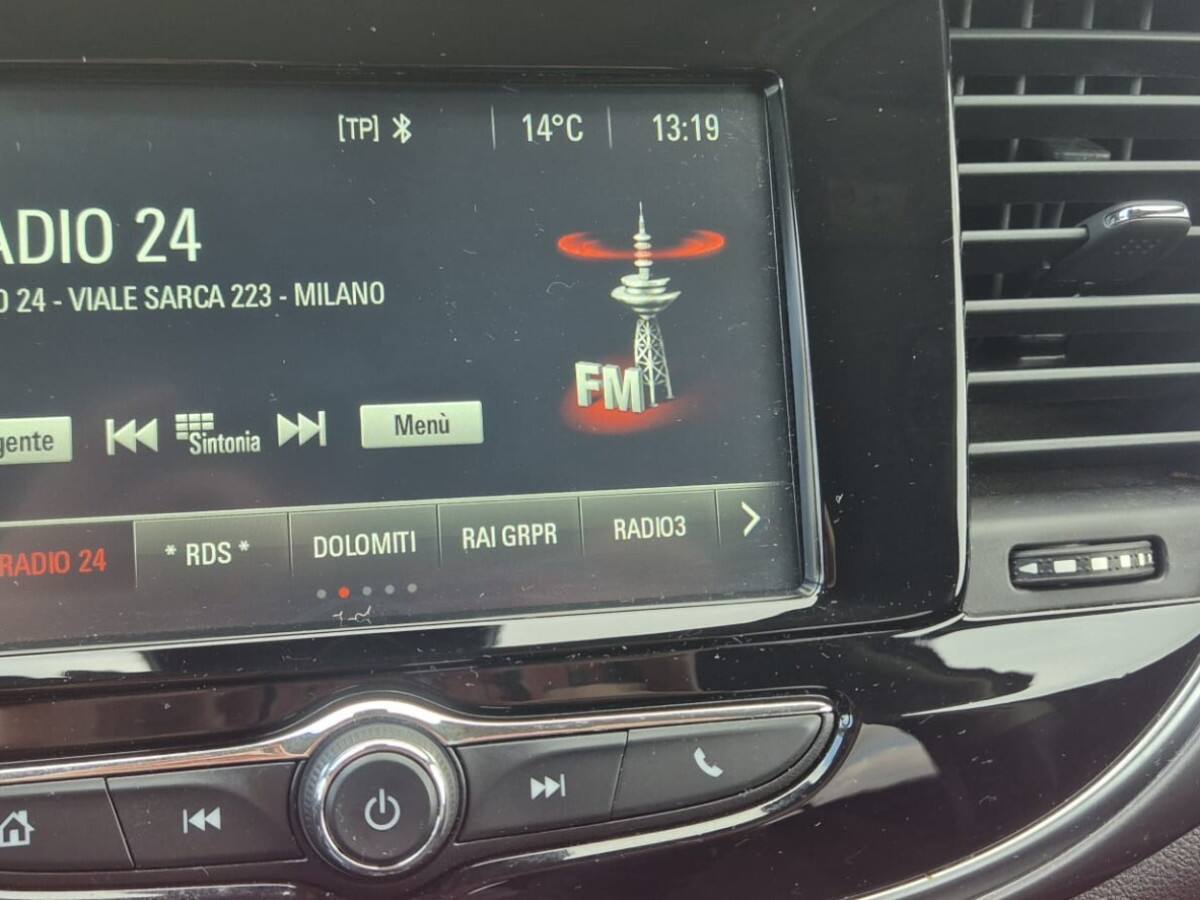 [TP] 14°C 13:19
ADIO 24
24 - VIALE SARCA 223 - MILANO
FM
gente
Sintonia
Menù
RADIO 24 * RDS * DOLOMITI RAI GRPR RADIO3